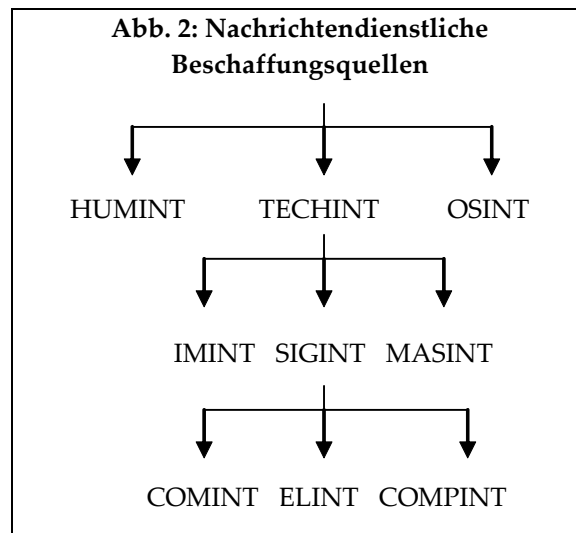 Abb. 2: Nachrichtendienstliche
Beschaffungsquellen
HUMINT TECHINT OSINT
IMINT SIGINT MASINT
COMINT ELINT COMPINT